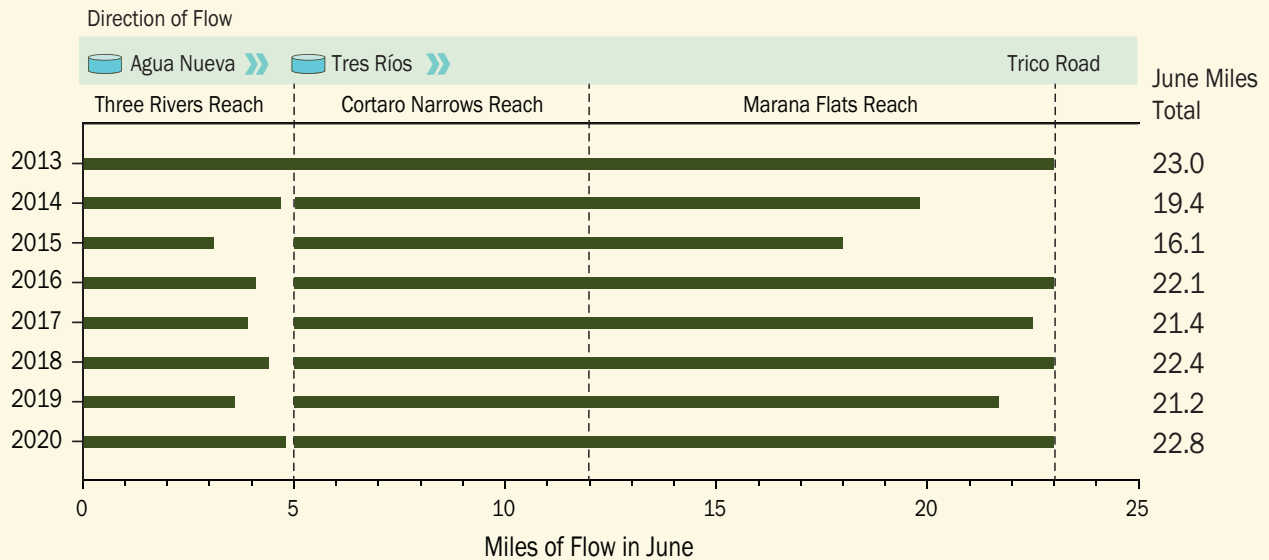 Direction of Flow
Agua Nueva Tres Ríos Trico Road
June Miles Total
Three Rivers Reach Cortaro Narrows Reach Marana Flats Reach
2013 23.0
2014 19.4
2015 16.1
2016 22.1
2017 21.4
2018 22.4
2019 21.2
2020 22.8
0 5 10 15 20 25
Miles of Flow in June